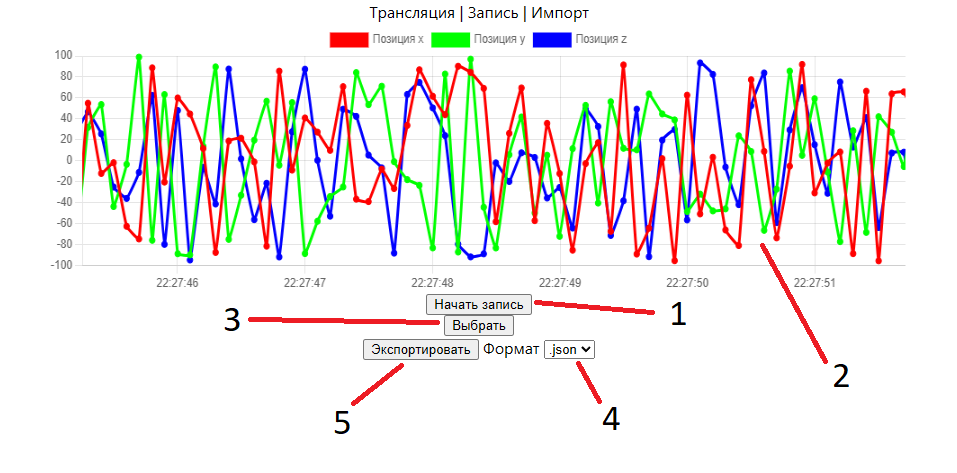 Трансляция | Запись | Импорт
Позиция x Позиция y Позиция z
100
80
60
40
20
0
-20
-40
-60
-80
-100
22:27:46 22:27:47 22:27:48 22:27:49 22:27:50 22:27:51
Начать запись
1
3
Выбрать
Экспортировать Формат .json
2
5
4